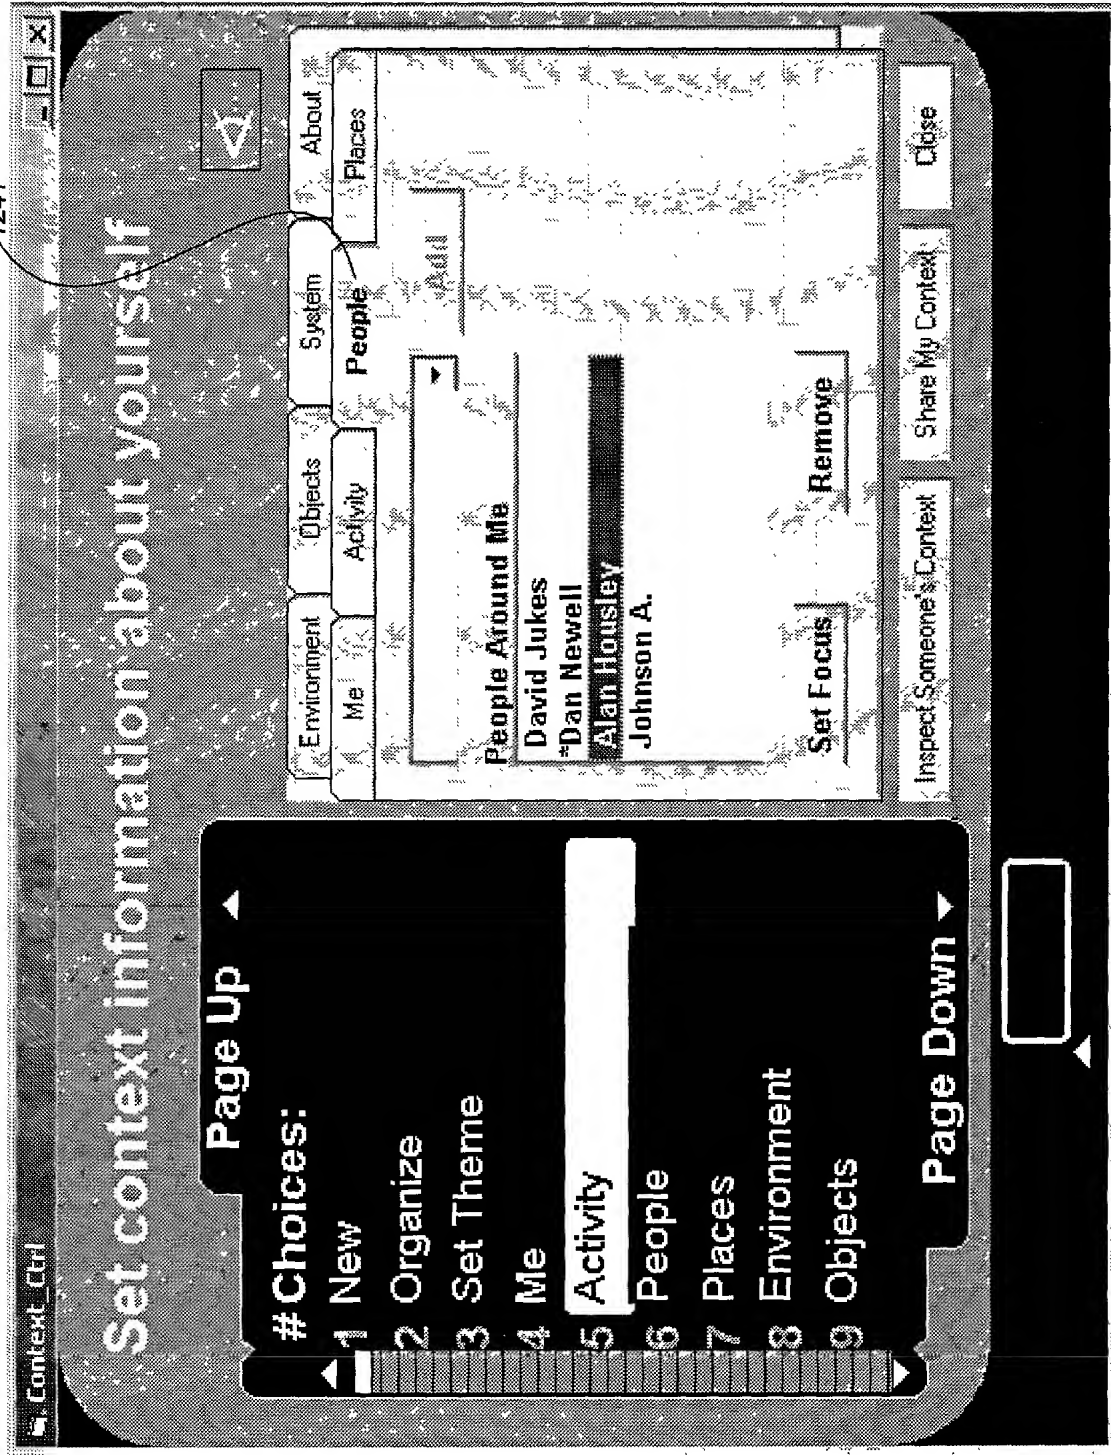 Context_Ctrl
Set context information about yourself
Page Up
# Choices:
1 New
2 Organize
3 Set Theme
4 Me
5 Activity
6 People
7 Places
8 Environment
9 Objects
Page Down
Environment Objects System About
Me Activity People Places
Add
People Around Me
David Jukes
*Dan Newell
Alan Housley
Johnson A.
Set Focus Remove
Inspect Someone's Context Share My Context Close